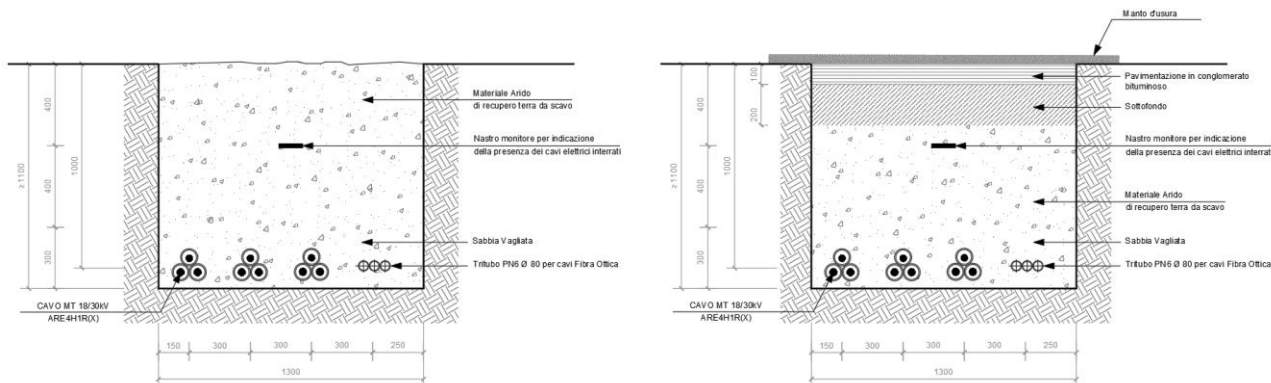 Materiale Arido
di recupero terra da scavo
Nastro monitore per indicazione
della presenza dei cavi elettrici interrati
Sabbia Vagliata
Tritubo PN6 Ø 80 per cavi Fibra Ottica
CAVO MT 18/30kV
ARE4H1R(X)
≥1100
400
400
300
1000
150
300
300
300
250
1300
Manto d'usura
Pavimentazione in conglomerato
bituminoso
Sottofondo
Nastro monitore per indicazione
della presenza dei cavi elettrici interrati
Materiale Arido
di recupero terra da scavo
Sabbia Vagliata
Tritubo PN6 Ø 80 per cavi Fibra Ottica
CAVO MT 18/30kV
ARE4H1R(X)
≥1100
400
400
300
1000
100
200
150
300
300
300
250
1300